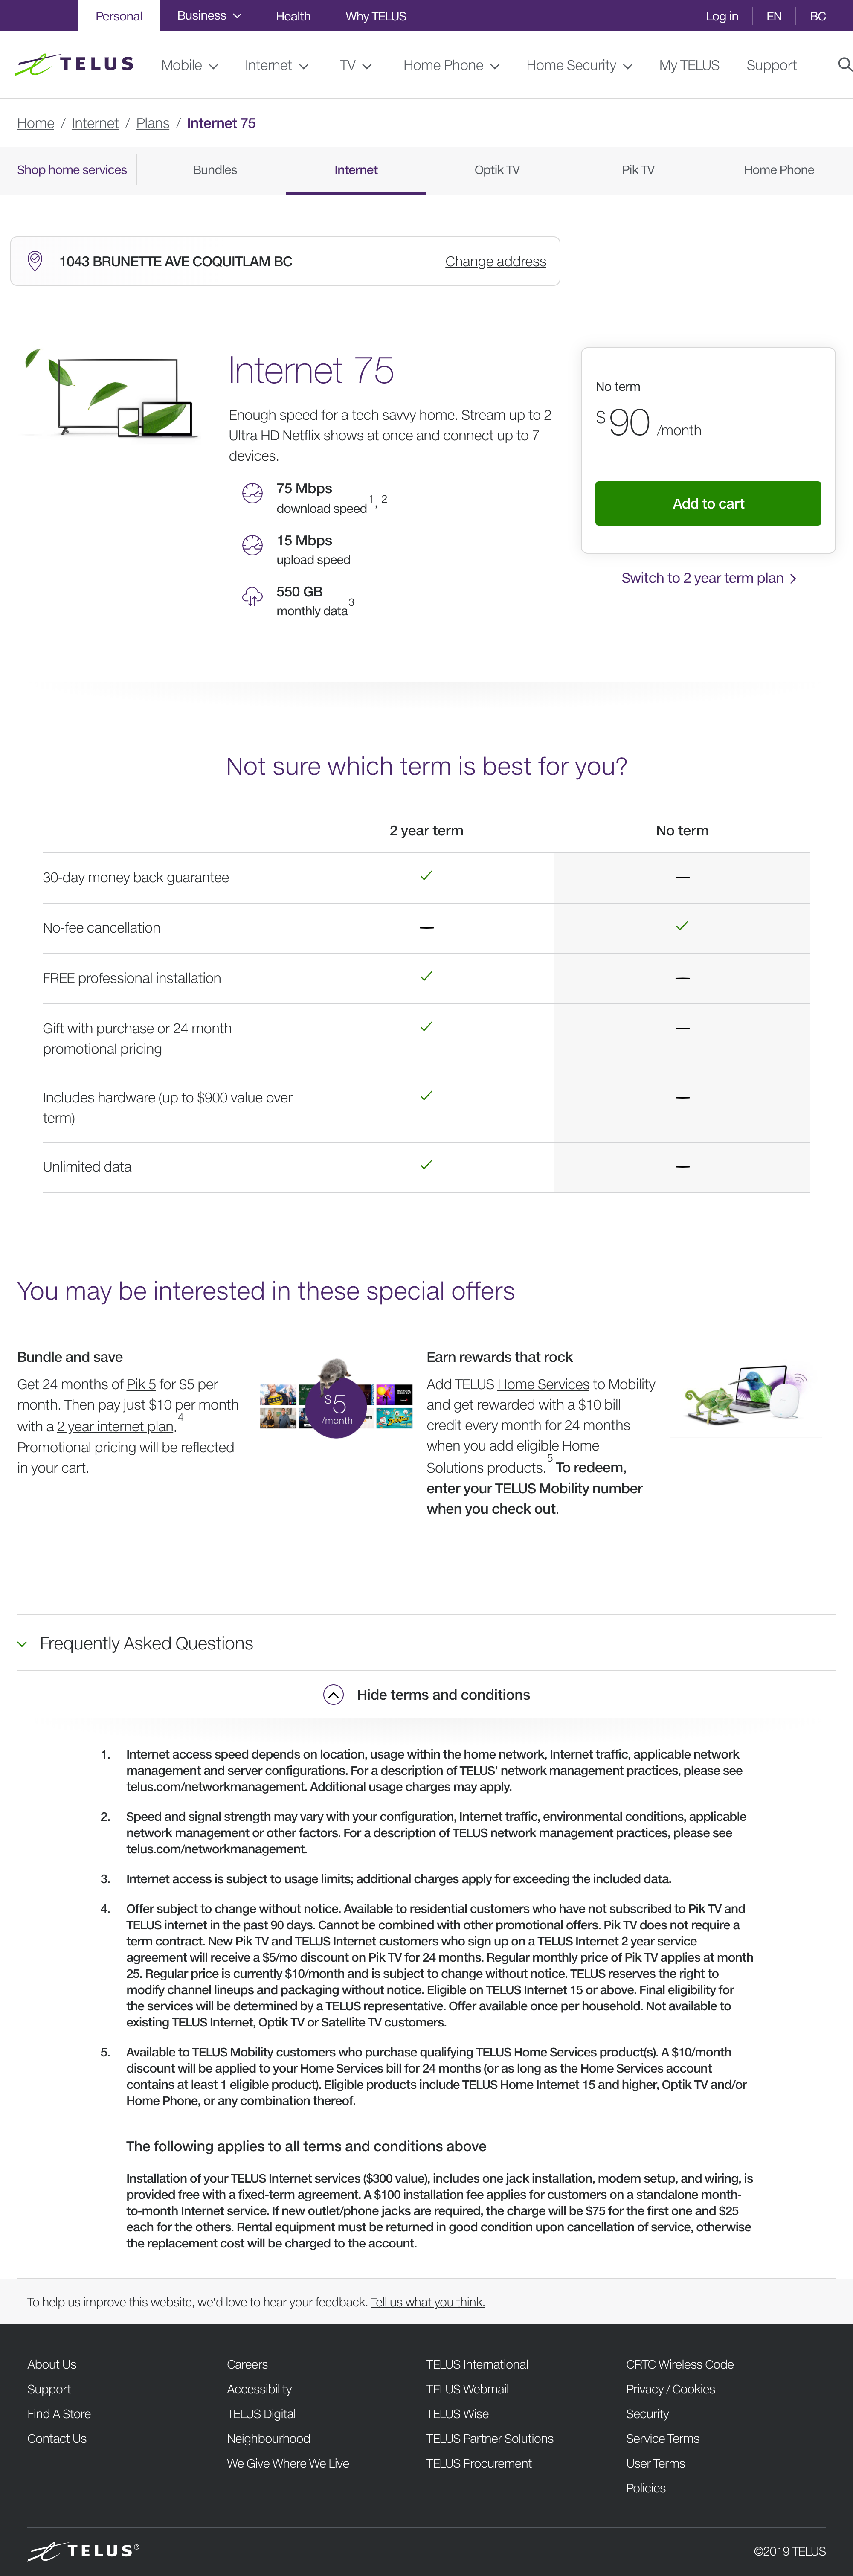 Personal
Business
Health
Why TELUS
Log in
EN
BC
TELUS
Mobile
Internet
TV
Home Phone
Home Security
My TELUS
Support
Home / Internet / Plans / Internet 75
Shop home services
Bundles
Internet
Optik TV
Pik TV
Home Phone
1043 BRUNETTE AVE COQUITLAM BC
Change address
Internet 75
Enough speed for a tech savvy home. Stream up to 2
Ultra HD Netflix shows at once and connect up to 7
devices.
75 Mbps
download speed1, 2
15 Mbps
upload speed
550 GB
monthly data3
No term
$90 /month
Add to cart
Switch to 2 year term plan
Not sure which term is best for you?
2 year term
No term
30-day money back guarantee
No-fee cancellation
FREE professional installation
Gift with purchase or 24 month
promotional pricing
Includes hardware (up to $900 value over
term)
Unlimited data
You may be interested in these special offers
Bundle and save
Get 24 months of Pik 5 for $5 per
month. Then pay just $10 per month
with a 2 year internet plan.4
Promotional pricing will be reflected
in your cart.
$5
/month
Earn rewards that rock
Add TELUS Home Services to Mobility
and get rewarded with a $10 bill
credit every month for 24 months
when you add eligible Home
Solutions products.5 To redeem,
enter your TELUS Mobility number
when you check out.
Frequently Asked Questions
Hide terms and conditions
1. Internet access speed depends on location, usage within the home network, Internet traffic, applicable network
management and server configurations. For a description of TELUS' network management practices, please see
telus.com/networkmanagement. Additional usage charges may apply.
2. Speed and signal strength may vary with your configuration, Internet traffic, environmental conditions, applicable
network management or other factors. For a description of TELUS network management practices, please see
telus.com/networkmanagement.
3. Internet access is subject to usage limits; additional charges apply for exceeding the included data.
4. Offer subject to change without notice. Available to residential customers who have not subscribed to Pik TV and
TELUS internet in the past 90 days. Cannot be combined with other promotional offers. Pik TV does not require a
term contract. New Pik TV and TELUS Internet customers who sign up on a TELUS Internet 2 year service
agreement will receive a $5/mo discount on Pik TV for 24 months. Regular monthly price of Pik TV applies at month
25. Regular price is currently $10/month and is subject to change without notice. TELUS reserves the right to
modify channel lineups and packaging without notice. Eligible on TELUS Internet 15 or above. Final eligibility for
the services will be determined by a TELUS representative. Offer available once per household. Not available to
existing TELUS Internet, Optik TV or Satellite TV customers.
5. Available to TELUS Mobility customers who purchase qualifying TELUS Home Services product(s). A $10/month
discount will be applied to your Home Services bill for 24 months (or as long as the Home Services account
contains at least 1 eligible product). Eligible products include TELUS Home Internet 15 and higher, Optik TV and/or
Home Phone, or any combination thereof.
The following applies to all terms and conditions above
Installation of your TELUS Internet services ($300 value), includes one jack installation, modem setup, and wiring, is
provided free with a fixed-term agreement. A $100 installation fee applies for customers on a standalone month-
to-month Internet service. If new outlet/phone jacks are required, the charge will be $75 for the first one and $25
each for the others. Rental equipment must be returned in good condition upon cancellation of service, otherwise
the replacement cost will be charged to the account.
To help us improve this website, we'd love to hear your feedback. Tell us what you think.
About Us
Support
Find A Store
Contact Us
Careers
Accessibility
TELUS Digital
Neighbourhood
We Give Where We Live
TELUS International
TELUS Webmail
TELUS Wise
TELUS Partner Solutions
TELUS Procurement
CRTC Wireless Code
Privacy / Cookies
Security
Service Terms
User Terms
Policies
TELUS®
©2019 TELUS